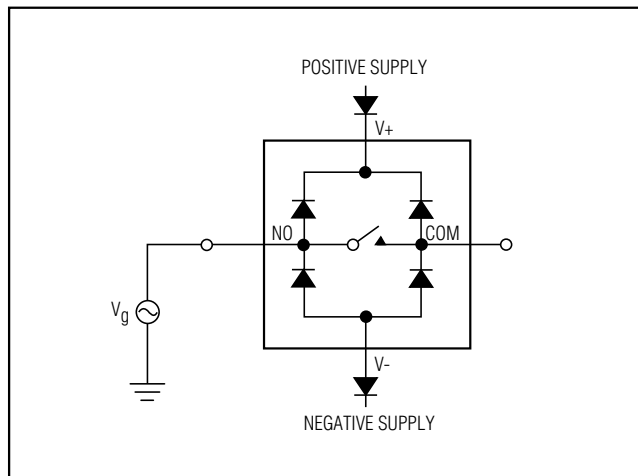 POSITIVE SUPPLY
V+
NO
COM
Vg
V-
NEGATIVE SUPPLY